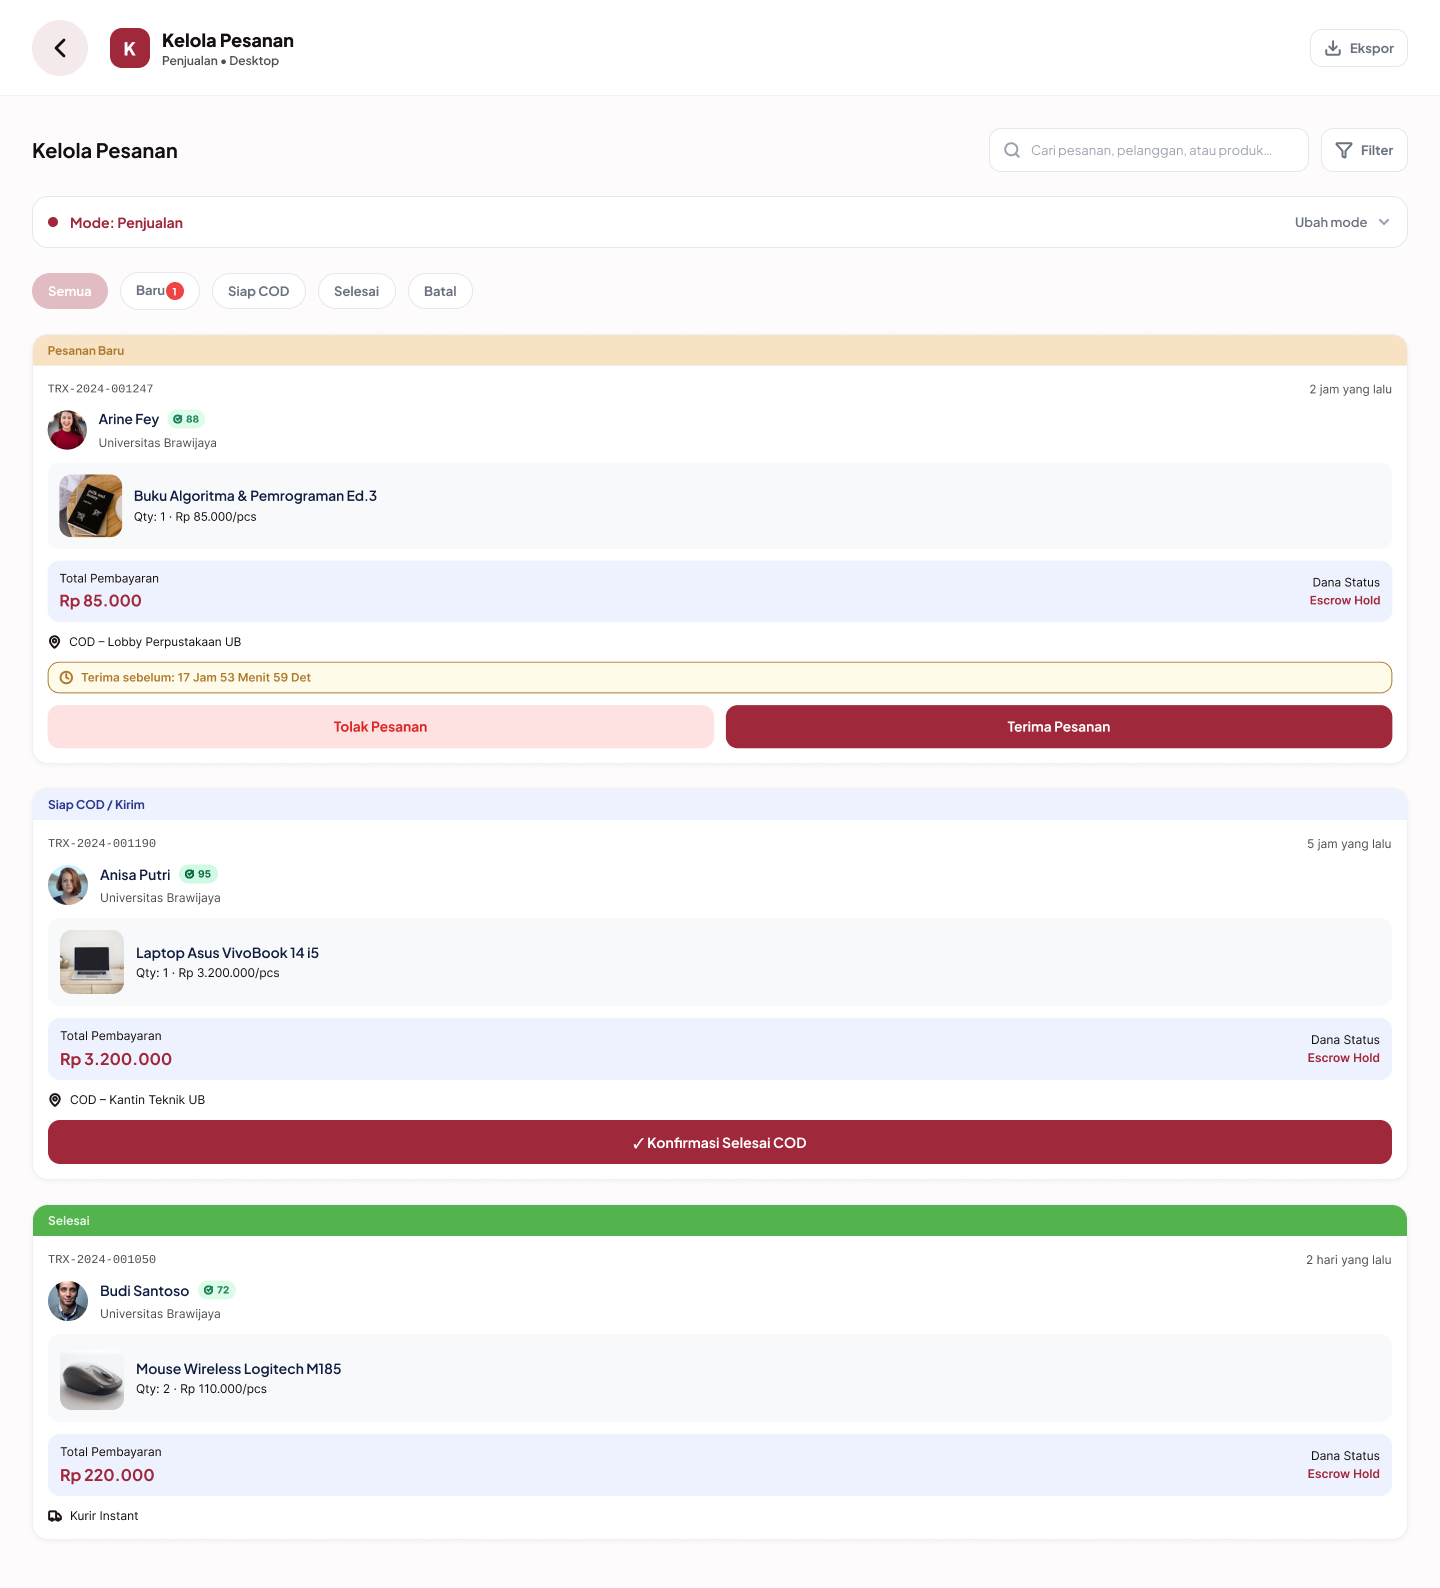 K
Kelola Pesanan
Penjualan • Desktop
Ekspor
Kelola Pesanan
Cari pesanan, pelanggan, atau produk...
Filter
Mode: Penjualan
Ubah mode
Semua
Baru 1
Siap COD
Selesai
Batal
Pesanan Baru
TRX-2024-001247
2 jam yang lalu
Arine Fey
88
Universitas Brawijaya
Buku Algoritma & Pemrograman Ed.3
Qty: 1 · Rp 85.000/pcs
Total Pembayaran
Dana Status
Rp 85.000
Escrow Hold
COD – Lobby Perpustakaan UB
Terima sebelum: 17 Jam 53 Menit 59 Det
Tolak Pesanan
Terima Pesanan
Siap COD / Kirim
TRX-2024-001190
5 jam yang lalu
Anisa Putri
95
Universitas Brawijaya
Laptop Asus VivoBook 14 i5
Qty: 1 · Rp 3.200.000/pcs
Total Pembayaran
Dana Status
Rp 3.200.000
Escrow Hold
COD – Kantin Teknik UB
✓ Konfirmasi Selesai COD
Selesai
TRX-2024-001050
2 hari yang lalu
Budi Santoso
72
Universitas Brawijaya
Mouse Wireless Logitech M185
Qty: 2 · Rp 110.000/pcs
Total Pembayaran
Dana Status
Rp 220.000
Escrow Hold
Kurir Instant